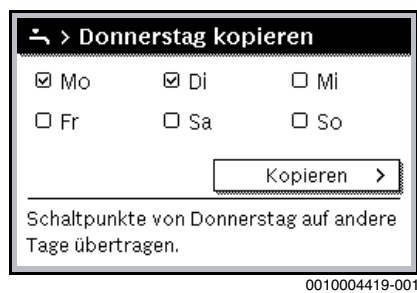 > Donnerstag kopieren
Mo Di Mi
Fr Sa So
Kopieren >
Schaltpunkte von Donnerstag auf andere
Tage übertragen.
0010004419-001